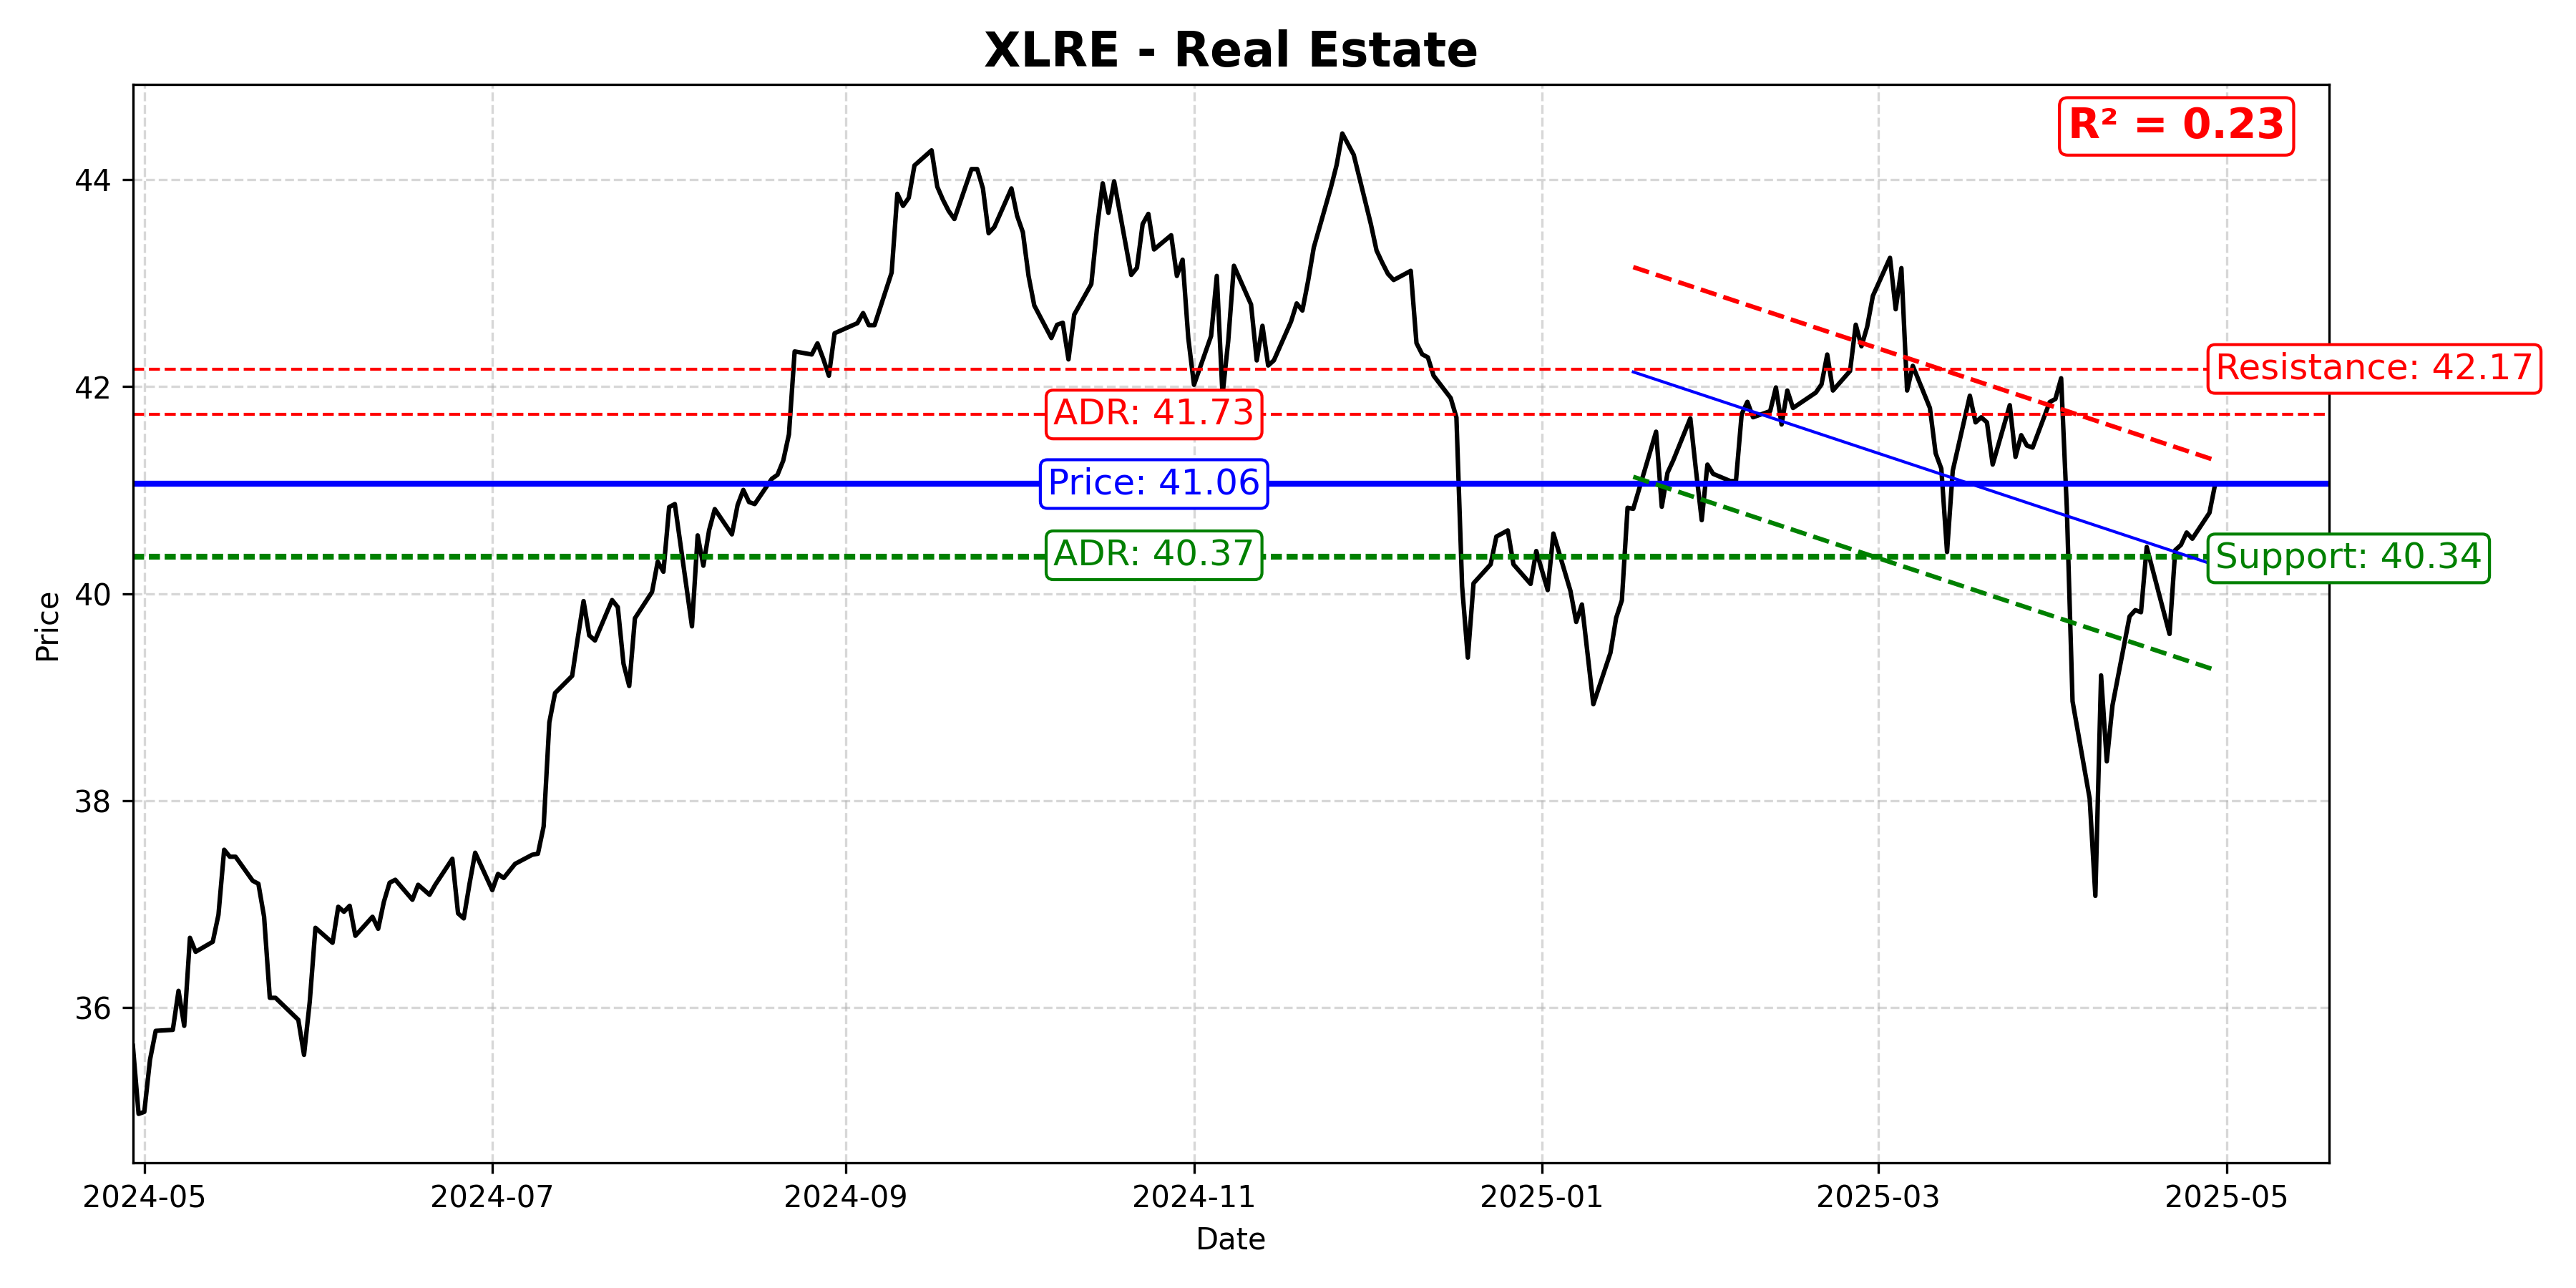 XLRE - Real Estate
R² = 0.23
44
42
40
38
36
Price
Resistance: 42.17
ADR: 41.73
Price: 41.06
ADR: 40.37
Support: 40.34
2024-05
2024-07
2024-09
2024-11
2025-01
2025-03
2025-05
Date